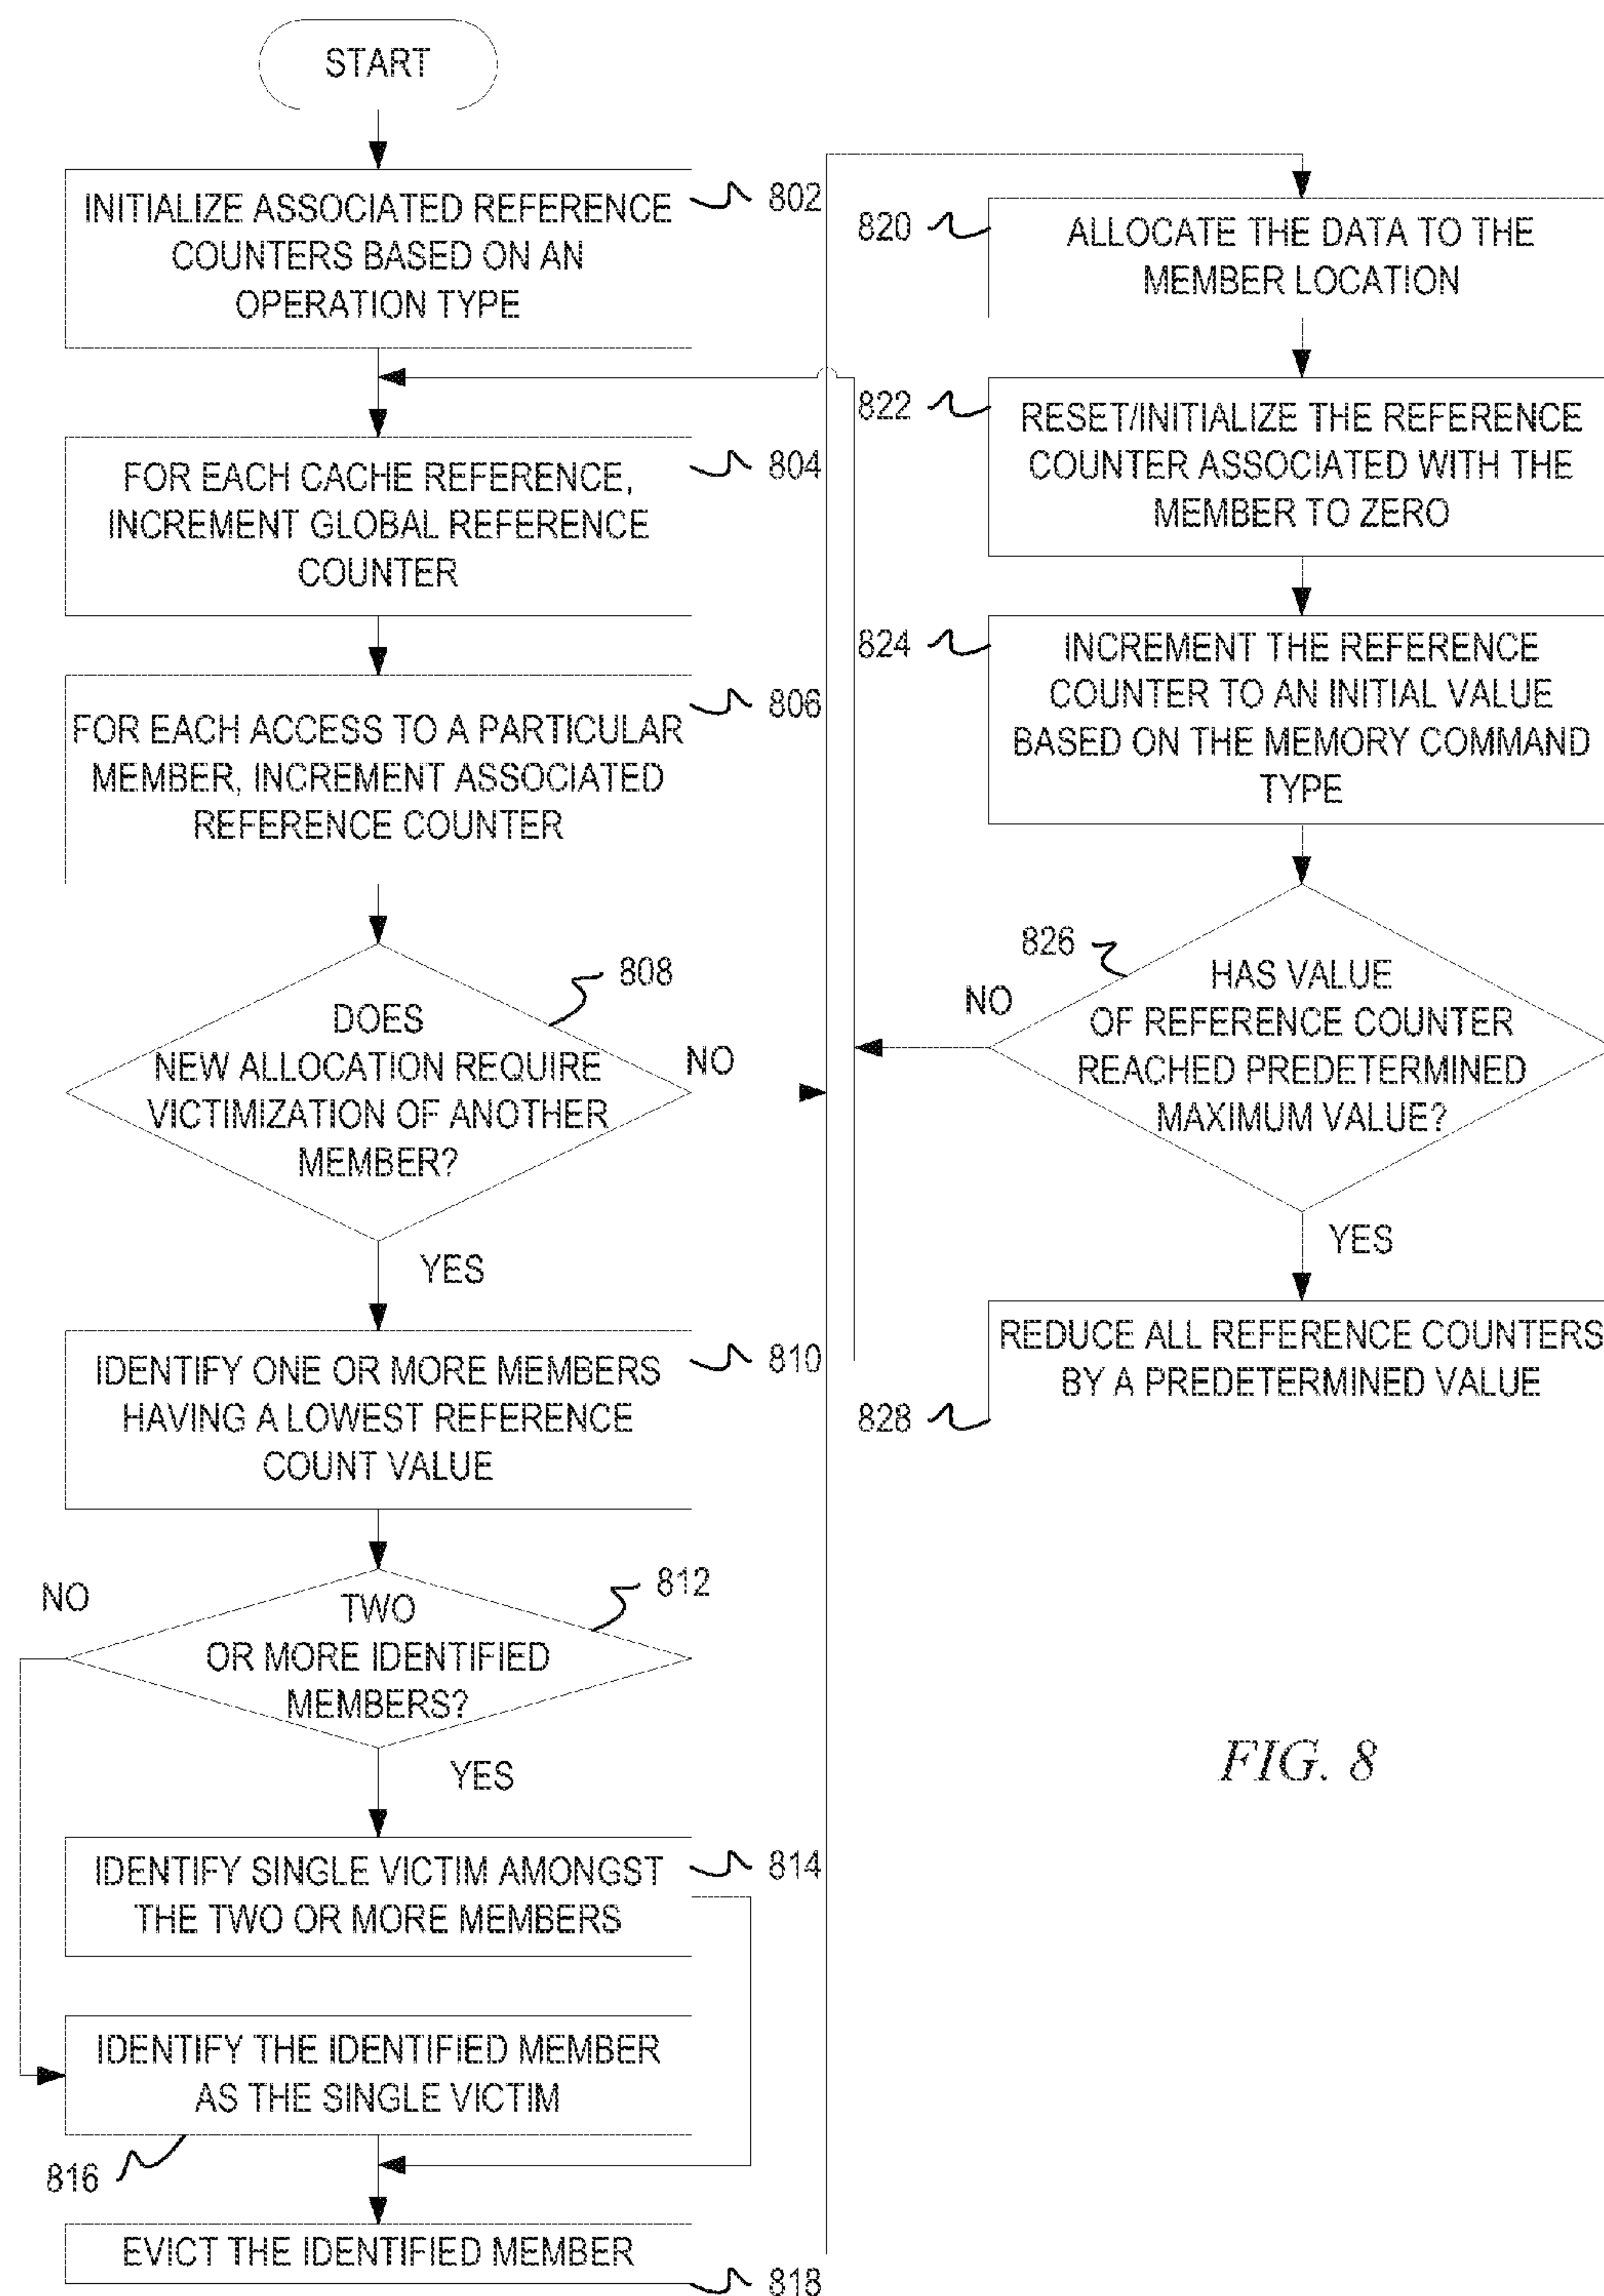 START
INITIALIZE ASSOCIATED REFERENCE
COUNTERS BASED ON AN
OPERATION TYPE
802
FOR EACH CACHE REFERENCE,
INCREMENT GLOBAL REFERENCE
COUNTER
804
FOR EACH ACCESS TO A PARTICULAR
MEMBER, INCREMENT ASSOCIATED
REFERENCE COUNTER
806
DOES
NEW ALLOCATION REQUIRE
VICTIMIZATION OF ANOTHER
MEMBER?
808
NO
YES
IDENTIFY ONE OR MORE MEMBERS
HAVING A LOWEST REFERENCE
COUNT VALUE
810
TWO
OR MORE IDENTIFIED
MEMBERS?
812
NO
YES
IDENTIFY SINGLE VICTIM AMONGST
THE TWO OR MORE MEMBERS
814
IDENTIFY THE IDENTIFIED MEMBER
AS THE SINGLE VICTIM
816
EVICT THE IDENTIFIED MEMBER
818
820
ALLOCATE THE DATA TO THE
MEMBER LOCATION
822
RESET/INITIALIZE THE REFERENCE
COUNTER ASSOCIATED WITH THE
MEMBER TO ZERO
824
INCREMENT THE REFERENCE
COUNTER TO AN INITIAL VALUE
BASED ON THE MEMORY COMMAND
TYPE
826
HAS VALUE
OF REFERENCE COUNTER
REACHED PREDETERMINED
MAXIMUM VALUE?
NO
YES
REDUCE ALL REFERENCE COUNTERS
BY A PREDETERMINED VALUE
828
FIG. 8